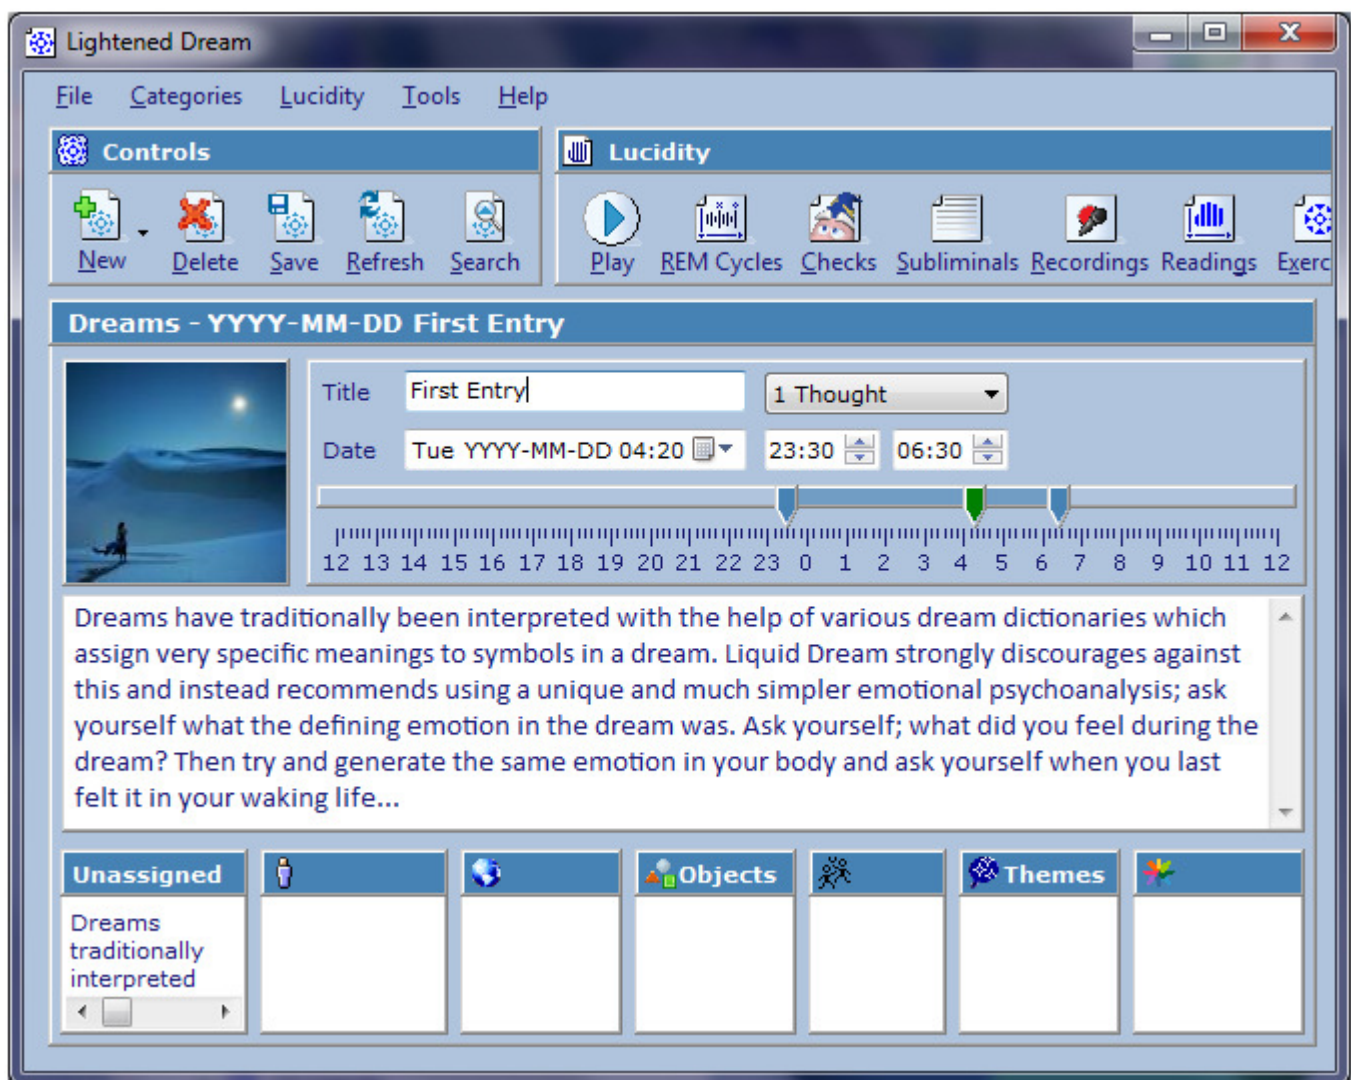 Lightened Dream
File Categories Lucidity Tools Help
Controls
Lucidity
New Delete Save Refresh Search
Play REM Cycles Checks Subliminals Recordings Readings Exerc
Dreams - YYYY-MM-DD First Entry
Title First Entry 1 Thought
Date Tue YYYY-MM-DD 04:20 23:30 06:30
12 13 14 15 16 17 18 19 20 21 22 23 0 1 2 3 4 5 6 7 8 9 10 11 12
Dreams have traditionally been interpreted with the help of various dream dictionaries which
assign very specific meanings to symbols in a dream. Liquid Dream strongly discourages against
this and instead recommends using a unique and much simpler emotional psychoanalysis; ask
yourself what the defining emotion in the dream was. Ask yourself; what did you feel during the
dream? Then try and generate the same emotion in your body and ask yourself when you last
felt it in your waking life...
Unassigned Objects Themes
Dreams
traditionally
interpreted